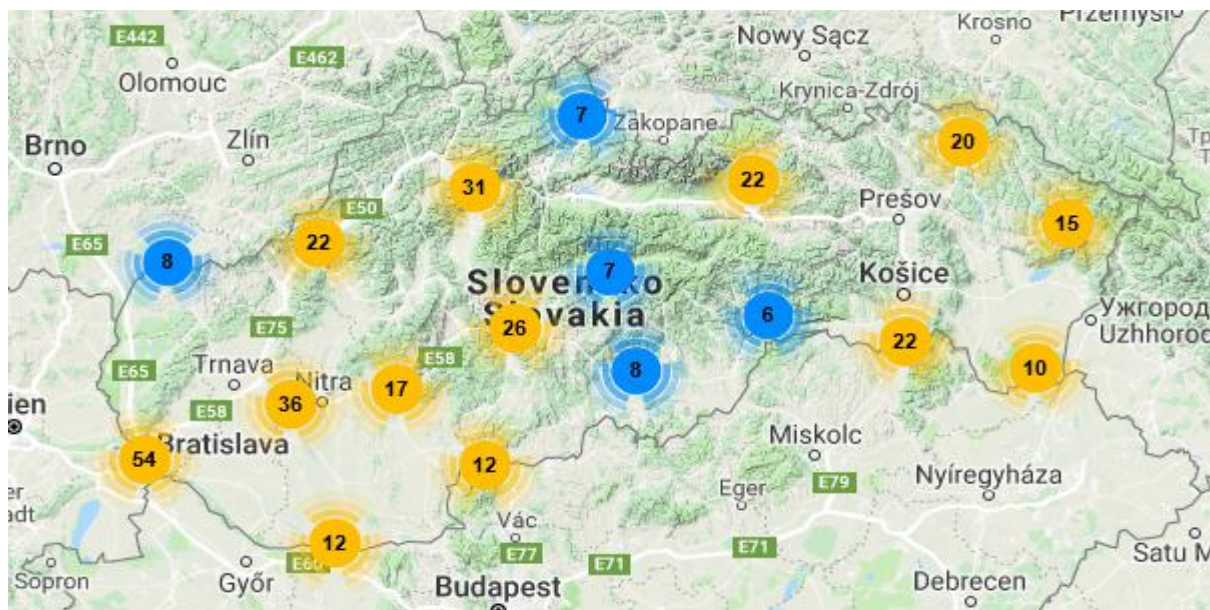 Krosno
Przemyśl
E442
Nowy Sącz
E462
Olomouc
Krynica-Zdrój
7
Zakopane
20
Brno
Zlín
22
31
Prešov
E50
15
22
E65
8
7
Slovensko
Slovakia
Košice
6
Ужгород
Uzhhorod
26
E75
22
E58
10
Trnava
E65
8
17
Nitra
36
E58
Bratislava
Miskolc
54
12
Nyíregyháza
E79
Eger
Vác
12
E71
E77
E71
E60
Satu M
Sopron
Győr
Budapest
Debrecen